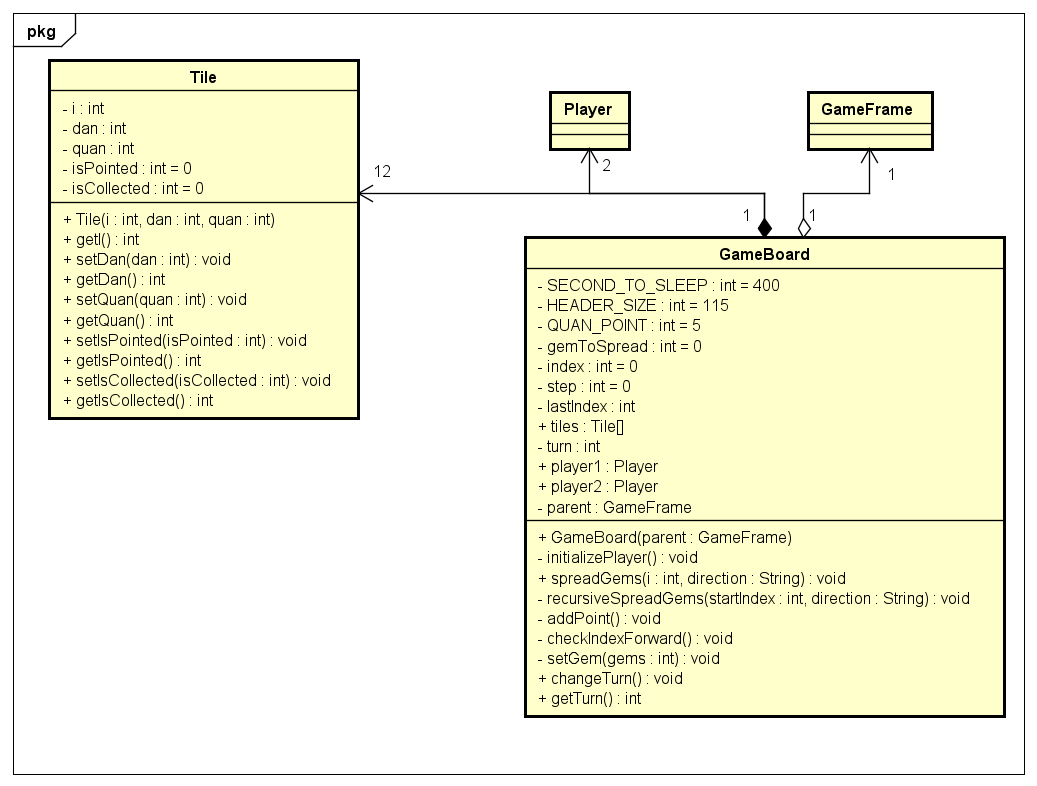 pkg
Tile
- i : int
- dan : int
- quan : int
- isPointed : int = 0
- isCollected : int = 0
+ Tile(i : int, dan : int, quan : int)
+ getI() : int
+ setDan(dan : int) : void
+ getDan() : int
+ setQuan(quan : int) : void
+ getQuan() : int
+ setIsPointed(isPointed : int) : void
+ getIsPointed() : int
+ setIsCollected(isCollected : int) : void
+ getIsCollected() : int
Player
GameFrame
12
2
1
1
1
GameBoard
- SECOND_TO_SLEEP : int = 400
- HEADER_SIZE : int = 115
- QUAN_POINT : int = 5
- gemToSpread : int = 0
- index : int = 0
- step : int = 0
- lastIndex : int
+ tiles : Tile[]
- turn : int
+ player1 : Player
+ player2 : Player
- parent : GameFrame
+ GameBoard(parent : GameFrame)
- initializePlayer() : void
+ spreadGems(i : int, direction : String) : void
- recursiveSpreadGems(startIndex : int, direction : String) : void
- addPoint() : void
- checkIndexForward() : void
- setGem(gems : int) : void
+ changeTurn() : void
+ getTurn() : int